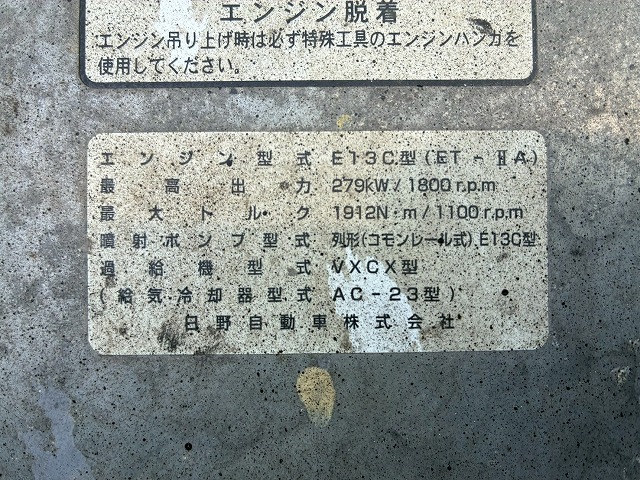 エンジン脱着
エンジン吊り上げ時は必ず特殊工具のエンジンハンガを
使用してください。
エンジン型式 E13C型(ET-ⅡA)
最高出力 279kW/1800r.p.m
最大トルク 1912N・m/1100r.p.m
噴射ポンプ型式 列形(コモンレール式)E13C型
過給機型式 VXCX型
(給気冷却器型式 AC-23型)
日野自動車株式会社